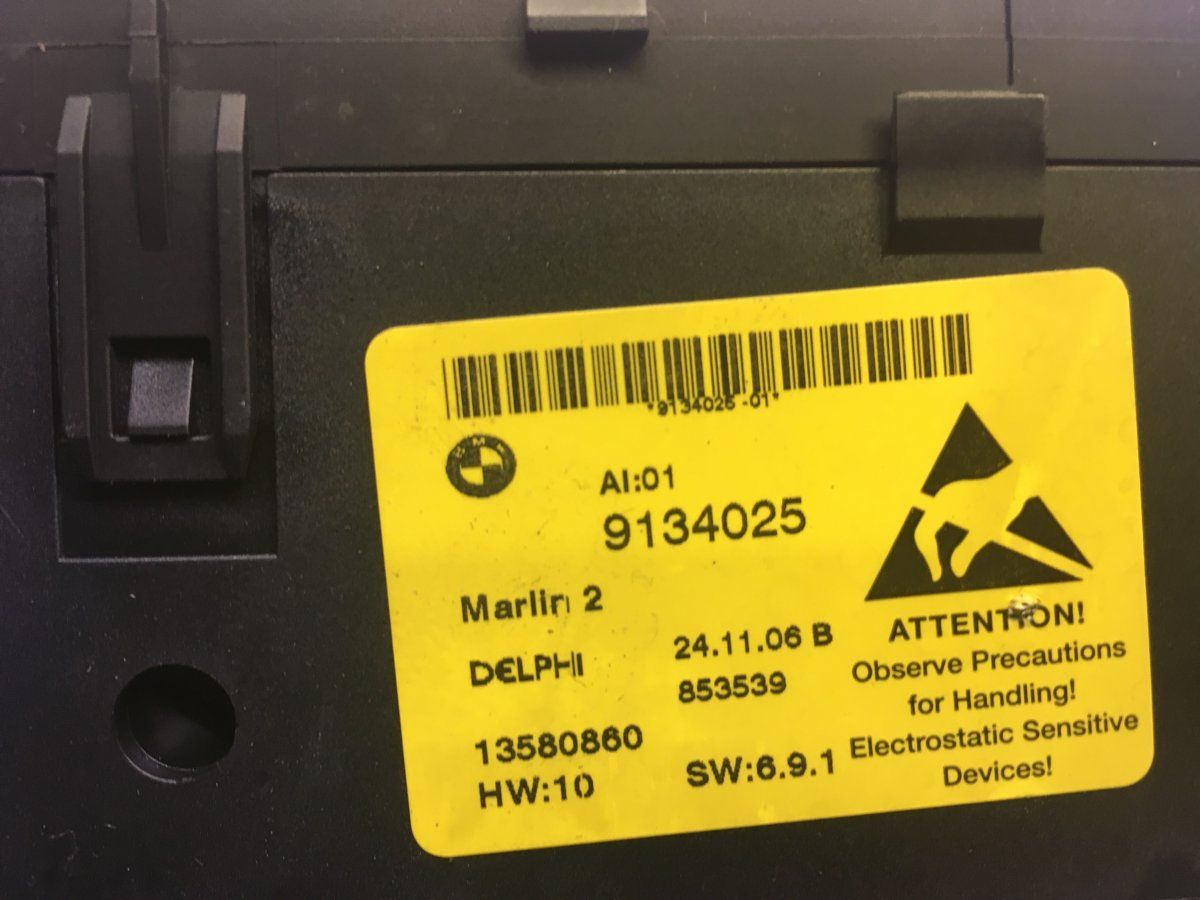 *9134025-01*
BMW
AI:01
9134025
Marlin 2
DELPHI
24.11.06 B
853539
13580860
HW:10
SW:6.9.1
ATTENTION!
Observe Precautions
for Handling!
Electrostatic Sensitive
Devices!